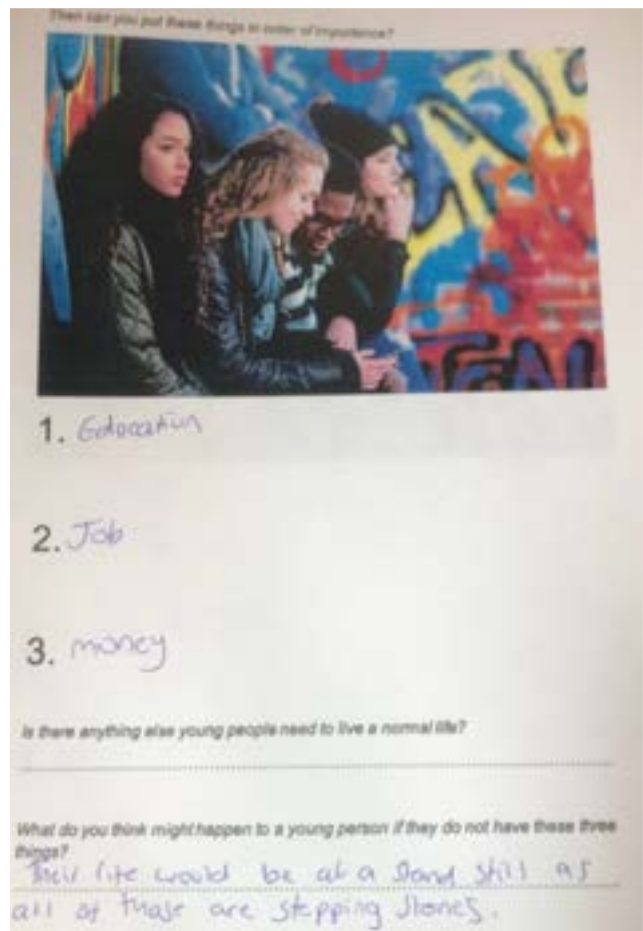 Then can you put these things in order of importance?
1. Edocation
2. Job
3. money
Is there anything else young people need to live a normal life?
What do you think might happen to a young person if they do not have these three
things?
Their life would be at a stand still as
all of those are stepping stones.